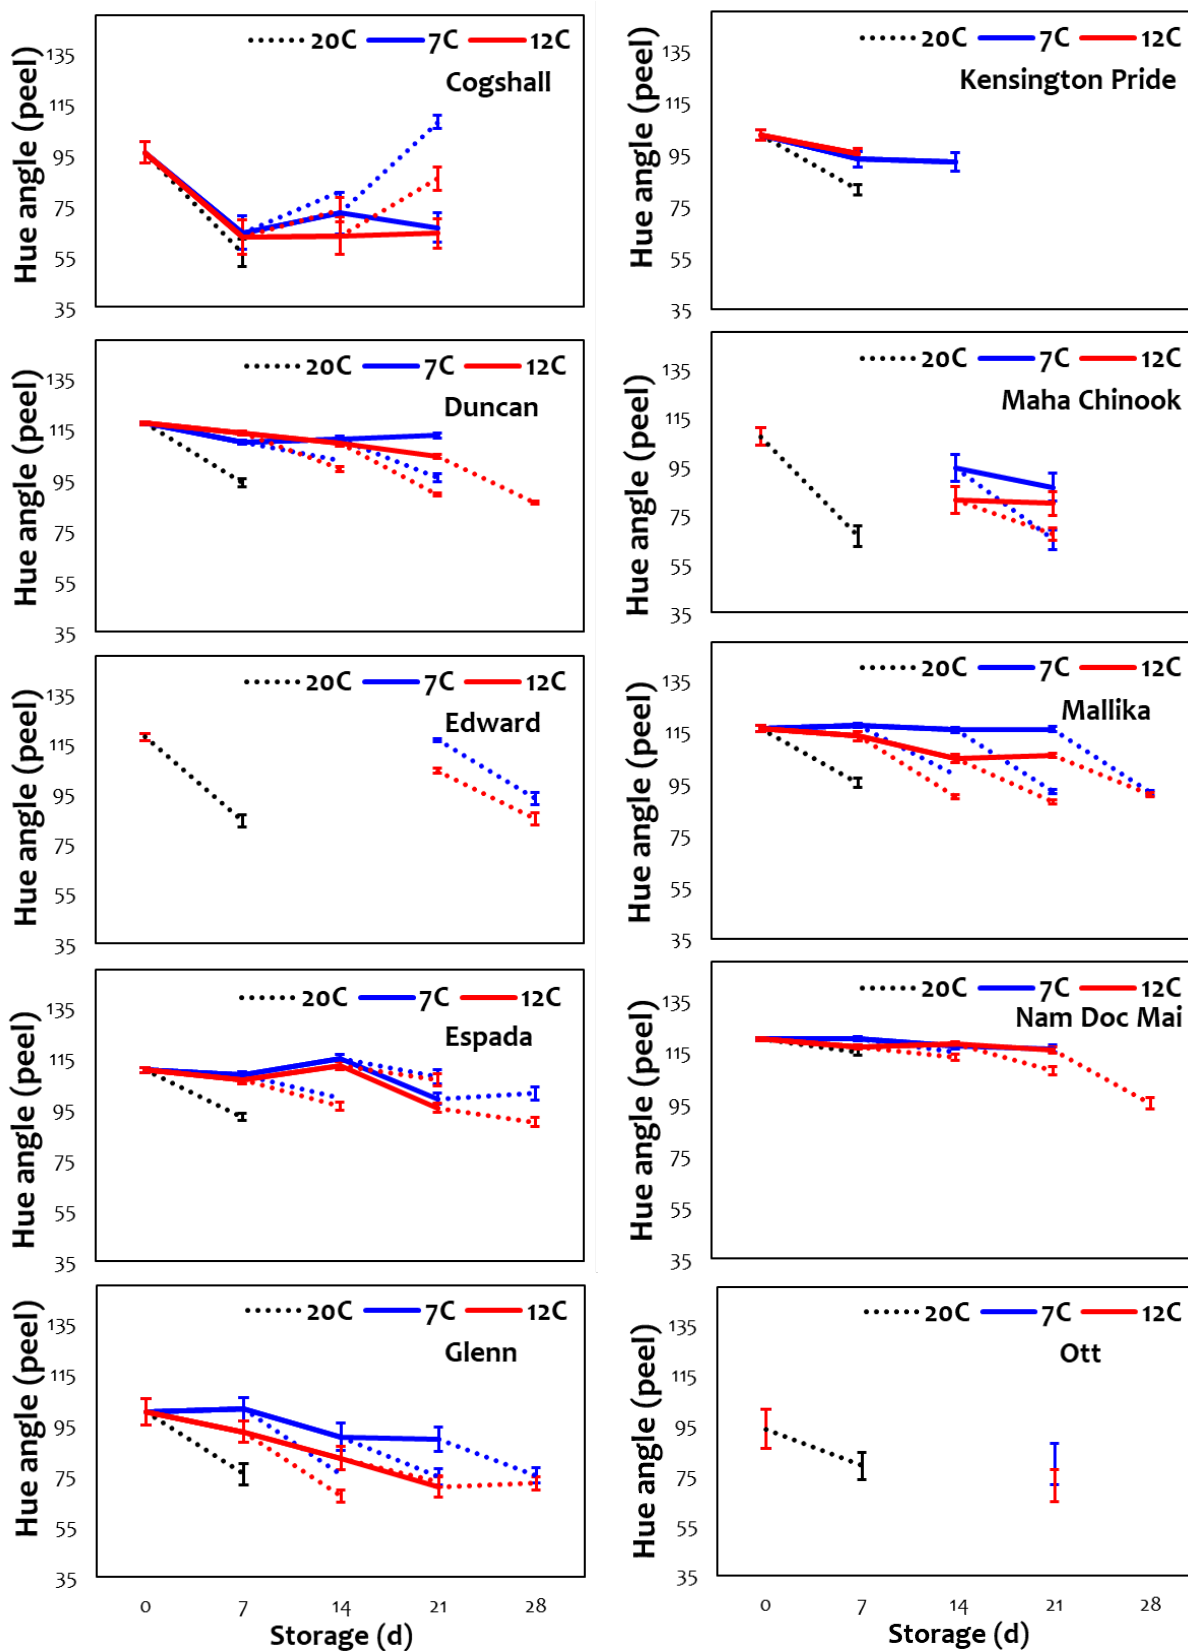 Hue angle (peel)
135
115
95
75
55
35
20C 7C 12C
Cogshall
Hue angle (peel)
135
115
95
75
55
35
20C 7C 12C
Duncan
Hue angle (peel)
135
115
95
75
55
35
20C 7C 12C
Edward
Hue angle (peel)
135
115
95
75
55
35
20C 7C 12C
Espada
Hue angle (peel)
135
115
95
75
55
35
20C 7C 12C
Glenn
0 7 14 21 28
Storage (d)
Hue angle (peel)
135
115
95
75
55
35
20C 7C 12C
Kensington Pride
Hue angle (peel)
135
115
95
75
55
35
20C 7C 12C
Maha Chinook
Hue angle (peel)
135
115
95
75
55
35
20C 7C 12C
Mallika
Hue angle (peel)
135
115
95
75
55
35
20C 7C 12C
Nam Doc Mai
Hue angle (peel)
135
115
95
75
55
35
20C 7C 12C
Ott
0 7 14 21 28
Storage (d)